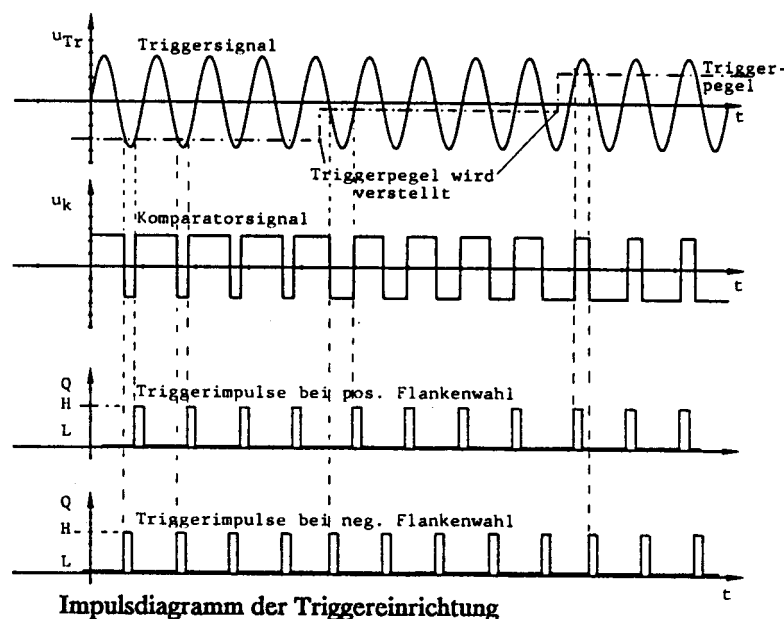 u_Tr
Triggersignal
Trigger-
pegel
t
Triggerpegel wird
verstellt
u_k
Komparatorsignal
t
Q
H
L
Triggerimpulse bei pos. Flankenwahl
Q
H
L
Triggerimpulse bei neg. Flankenwahl
t
Impulsdiagramm der Triggereinrichtung